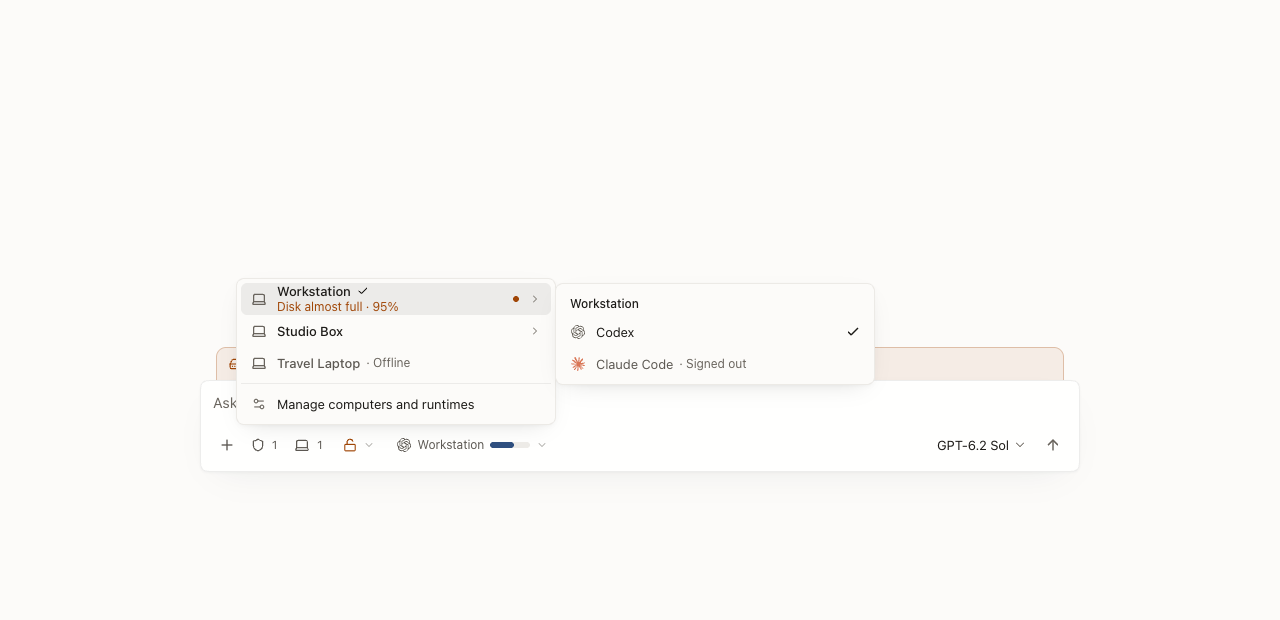 Workstation
Disk almost full · 95%
Studio Box
Travel Laptop · Offline
Manage computers and runtimes
Workstation
Codex
Claude Code · Signed out
Ask
1
1
Workstation
GPT-6.2 Sol